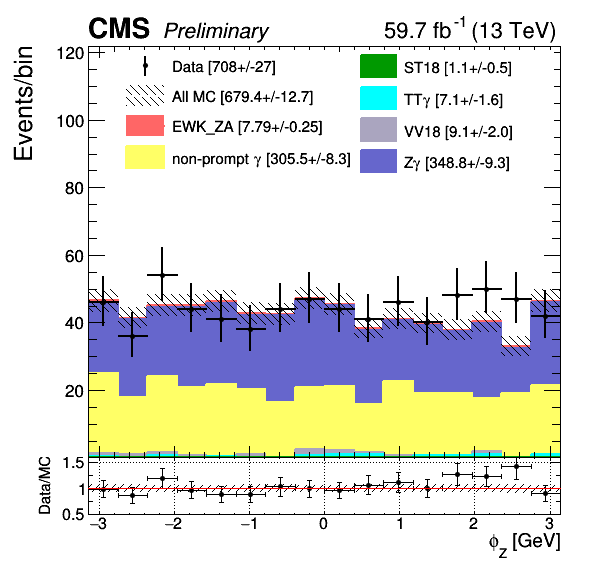 CMS Preliminary 59.7 fb⁻¹ (13 TeV)
Events/bin
120
100
80
60
40
20
Data [708+/-27]
All MC [679.4+/-12.7]
EWK_ZA [7.79+/-0.25]
non-prompt γ [305.5+/-8.3]
ST18 [1.1+/-0.5]
TTγ [7.1+/-1.6]
VV18 [9.1+/-2.0]
Zγ [348.8+/-9.3]
Data/MC
1.5
1
0.5
−3 −2 −1 0 1 2 3
ϕ_Z [GeV]